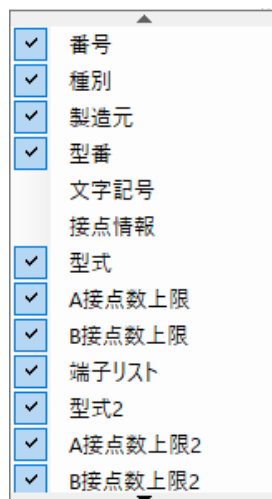 番号
種別
製造元
型番
文字記号
接点情報
型式
A接点数上限
B接点数上限
端子リスト
型式2
A接点数上限2
B接点数上限2